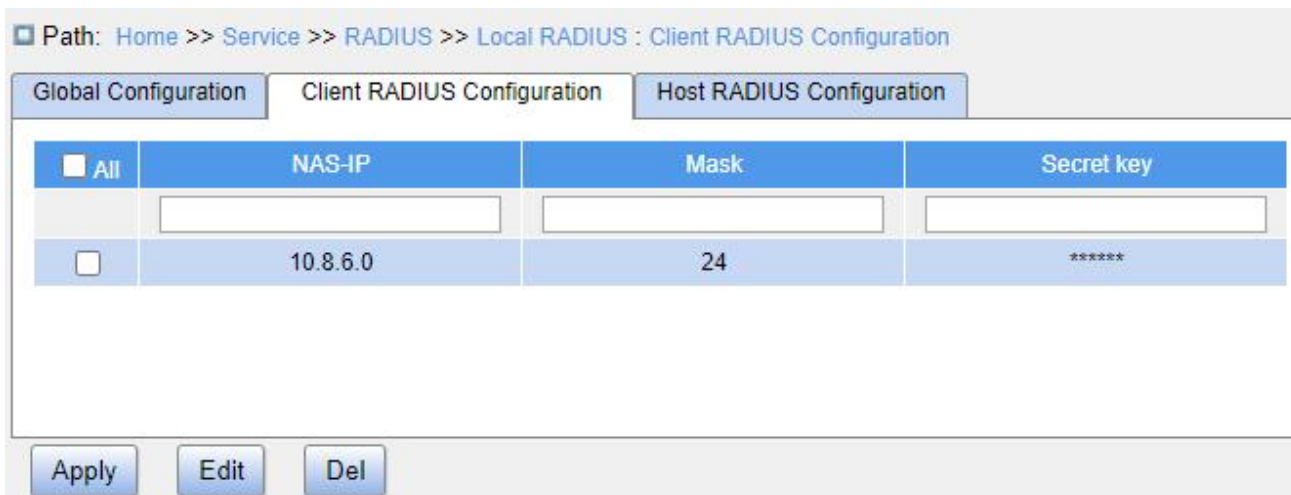 Path: Home >> Service >> RADIUS >> Local RADIUS : Client RADIUS Configuration
Global Configuration Client RADIUS Configuration Host RADIUS Configuration
All NAS-IP Mask Secret key
10.8.6.0 24 ******
Apply Edit Del